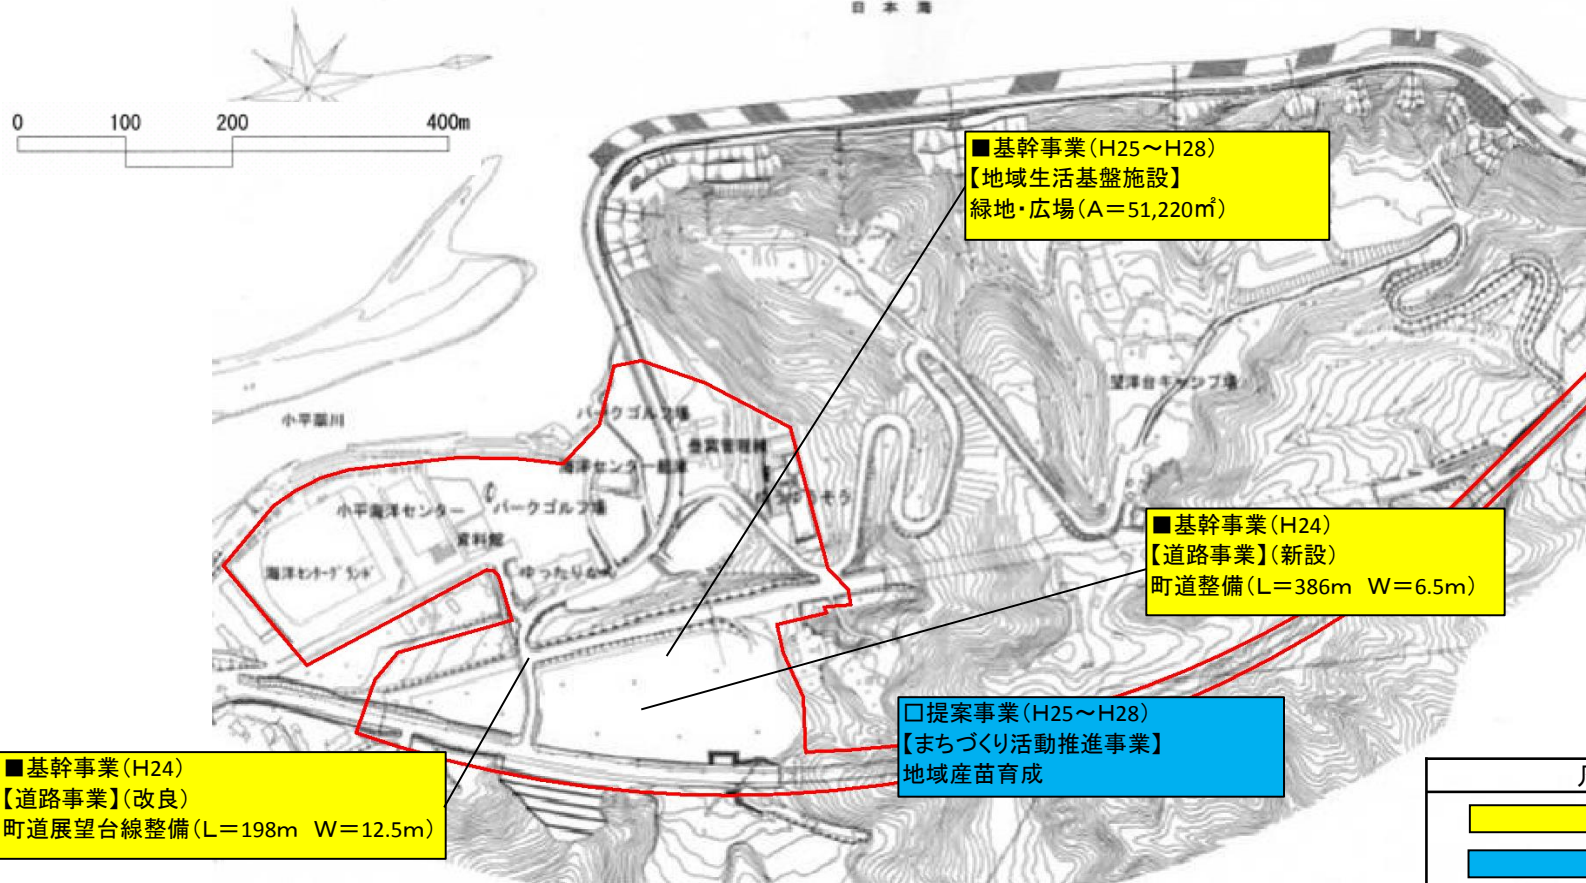 日 本 海
0 100 200 400m
■基幹事業(H25～H28)
【地域生活基盤施設】
緑地・広場(A＝51,220㎡)
望洋台キャンプ場
小平蘂川
パークゴルフ場
海洋センター艇庫
小平海洋センター
パークゴルフ場
資料館
海洋センターグランド
■基幹事業(H24)
【道路事業】(新設)
町道整備(L＝386m W＝6.5m)
□提案事業(H25～H28)
【まちづくり活動推進事業】
地域産苗育成
■基幹事業(H24)
【道路事業】(改良)
町道展望台線整備(L＝198m W＝12.5m)